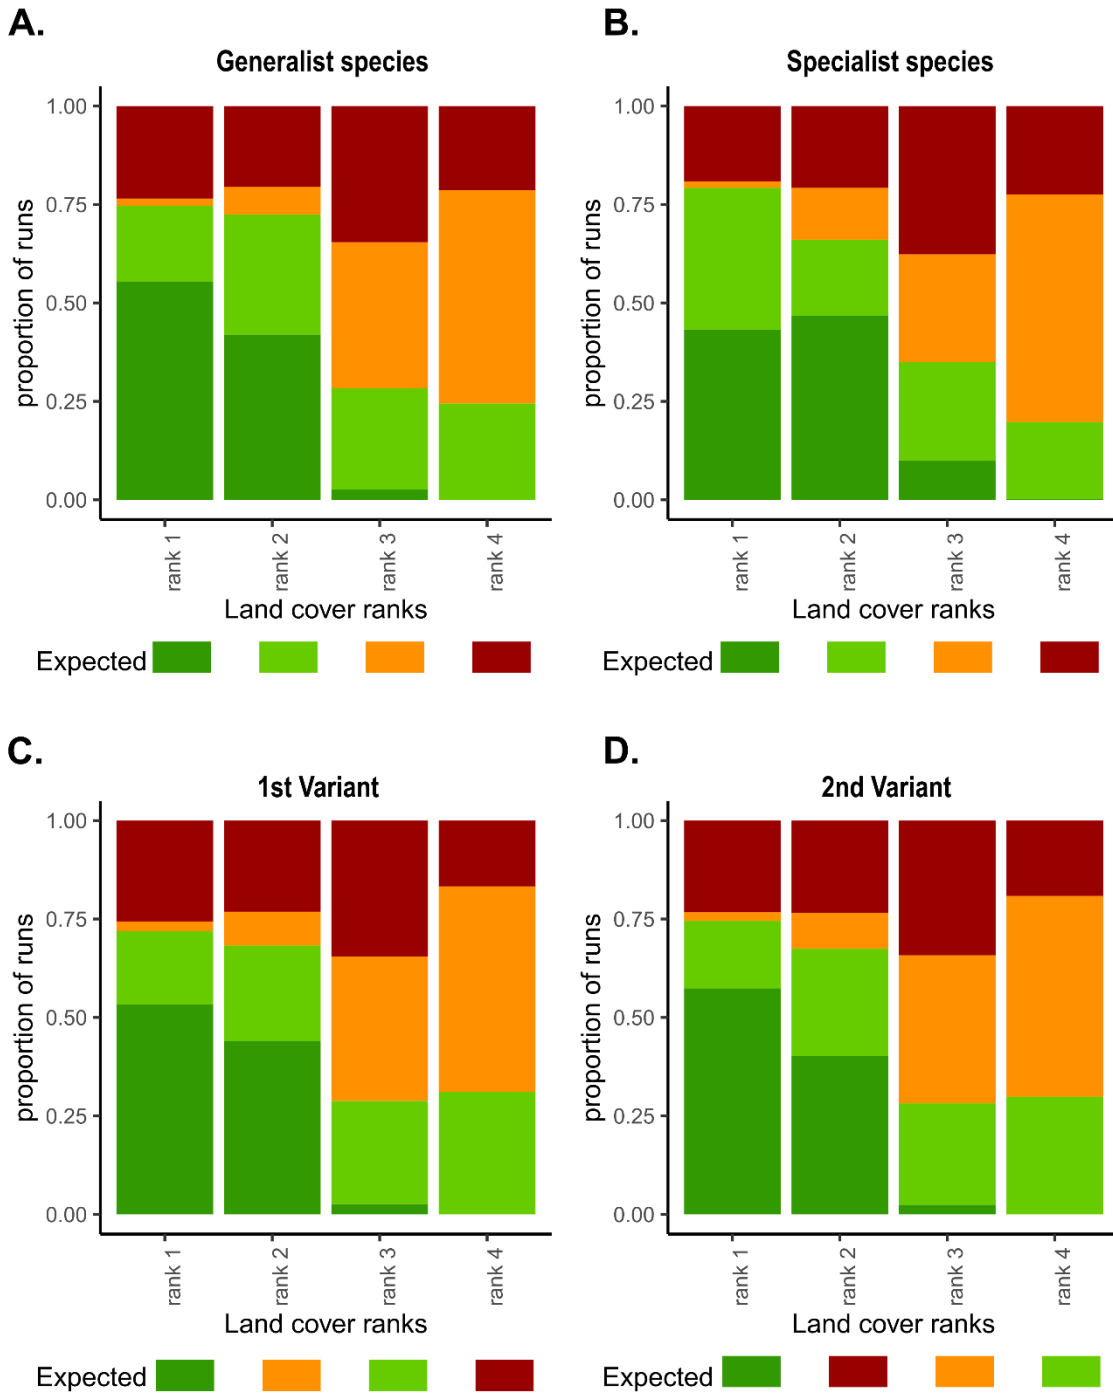 A.
Generalist species
1.00
0.75
0.50
0.25
0.00
proportion of runs
rank 1
rank 2
rank 3
rank 4
Land cover ranks
Expected
B.
Specialist species
1.00
0.75
0.50
0.25
0.00
proportion of runs
rank 1
rank 2
rank 3
rank 4
Land cover ranks
Expected
C.
1st Variant
1.00
0.75
0.50
0.25
0.00
proportion of runs
rank 1
rank 2
rank 3
rank 4
Land cover ranks
Expected
D.
2nd Variant
1.00
0.75
0.50
0.25
0.00
proportion of runs
rank 1
rank 2
rank 3
rank 4
Land cover ranks
Expected